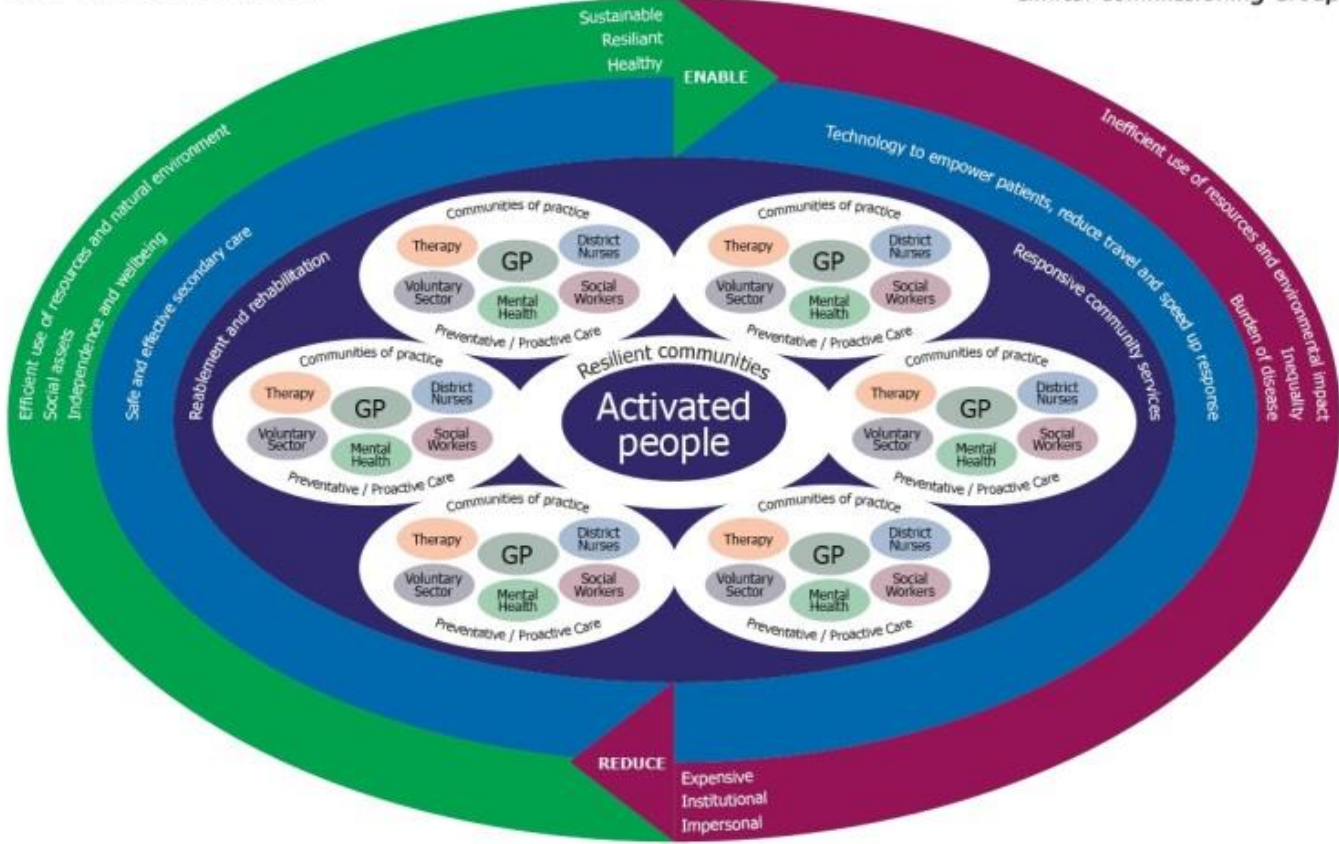 Sustainable
Resiliant
Healthy
ENABLE
Efficient use of resources and natural environment
Social assets
Independence and wellbeing
Safe and effective secondary care
Reablement and rehabilitation
Technology to empower patients, reduce travel and speed up response
Responsive community services
Inefficient use of resources and environmental impact
Inequality
Burden of disease
Communities of practice
Therapy
GP
District
Nurses
Voluntary
Sector
Mental
Health
Social
Workers
Preventative / Proactive Care
Communities of practice
Therapy
GP
District
Nurses
Voluntary
Sector
Mental
Health
Social
Workers
Preventative / Proactive Care
Communities of practice
Therapy
GP
District
Nurses
Voluntary
Sector
Mental
Health
Social
Workers
Preventative / Proactive Care
Resilient communities
Activated
people
Communities of practice
Therapy
GP
District
Nurses
Voluntary
Sector
Mental
Health
Social
Workers
Preventative / Proactive Care
Communities of practice
Therapy
GP
District
Nurses
Voluntary
Sector
Mental
Health
Social
Workers
Preventative / Proactive Care
Communities of practice
Therapy
GP
District
Nurses
Voluntary
Sector
Mental
Health
Social
Workers
Preventative / Proactive Care
REDUCE
Expensive
Institutional
Impersonal